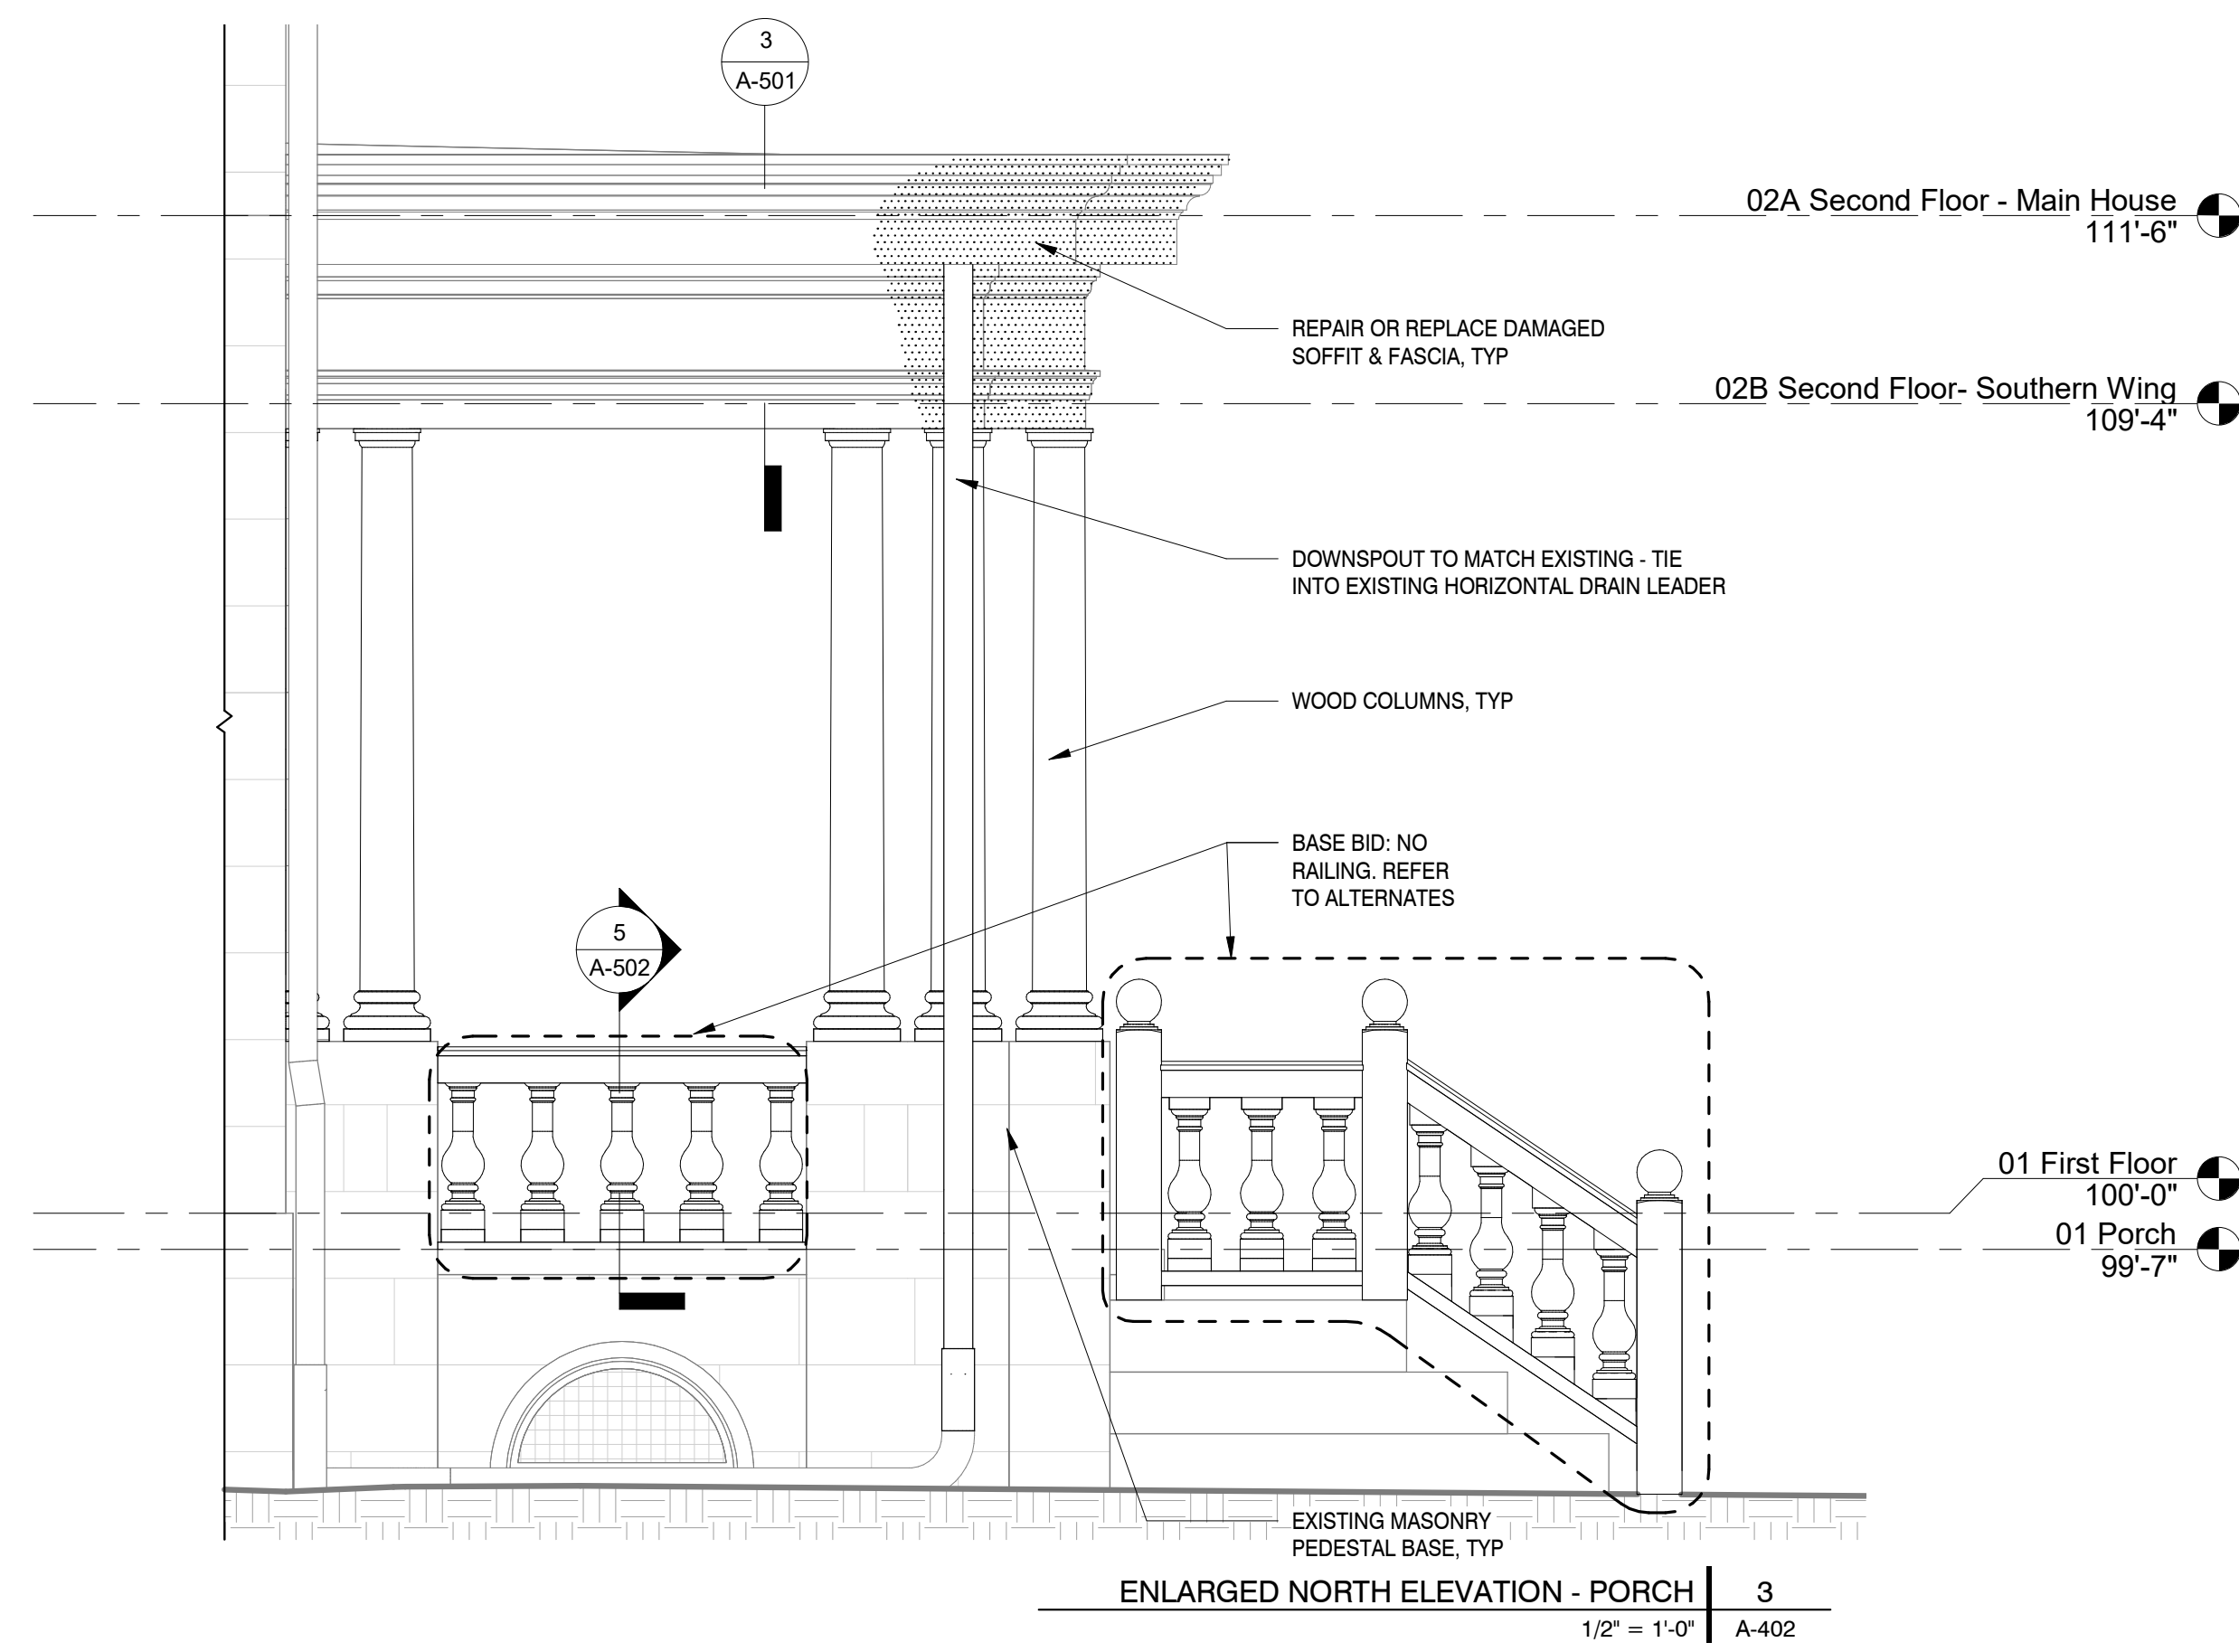 3
A-501
02A Second Floor - Main House
111'-6"
REPAIR OR REPLACE DAMAGED
SOFFIT & FASCIA, TYP
02B Second Floor- Southern Wing
109'-4"
DOWNSPOUT TO MATCH EXISTING - TIE
INTO EXISTING HORIZONTAL DRAIN LEADER
WOOD COLUMNS, TYP
BASE BID: NO
RAILING. REFER
TO ALTERNATES
5
A-502
01 First Floor
100'-0"
01 Porch
99'-7"
EXISTING MASONRY
PEDESTAL BASE, TYP
ENLARGED NORTH ELEVATION - PORCH 3
1/2" = 1'-0" A-402